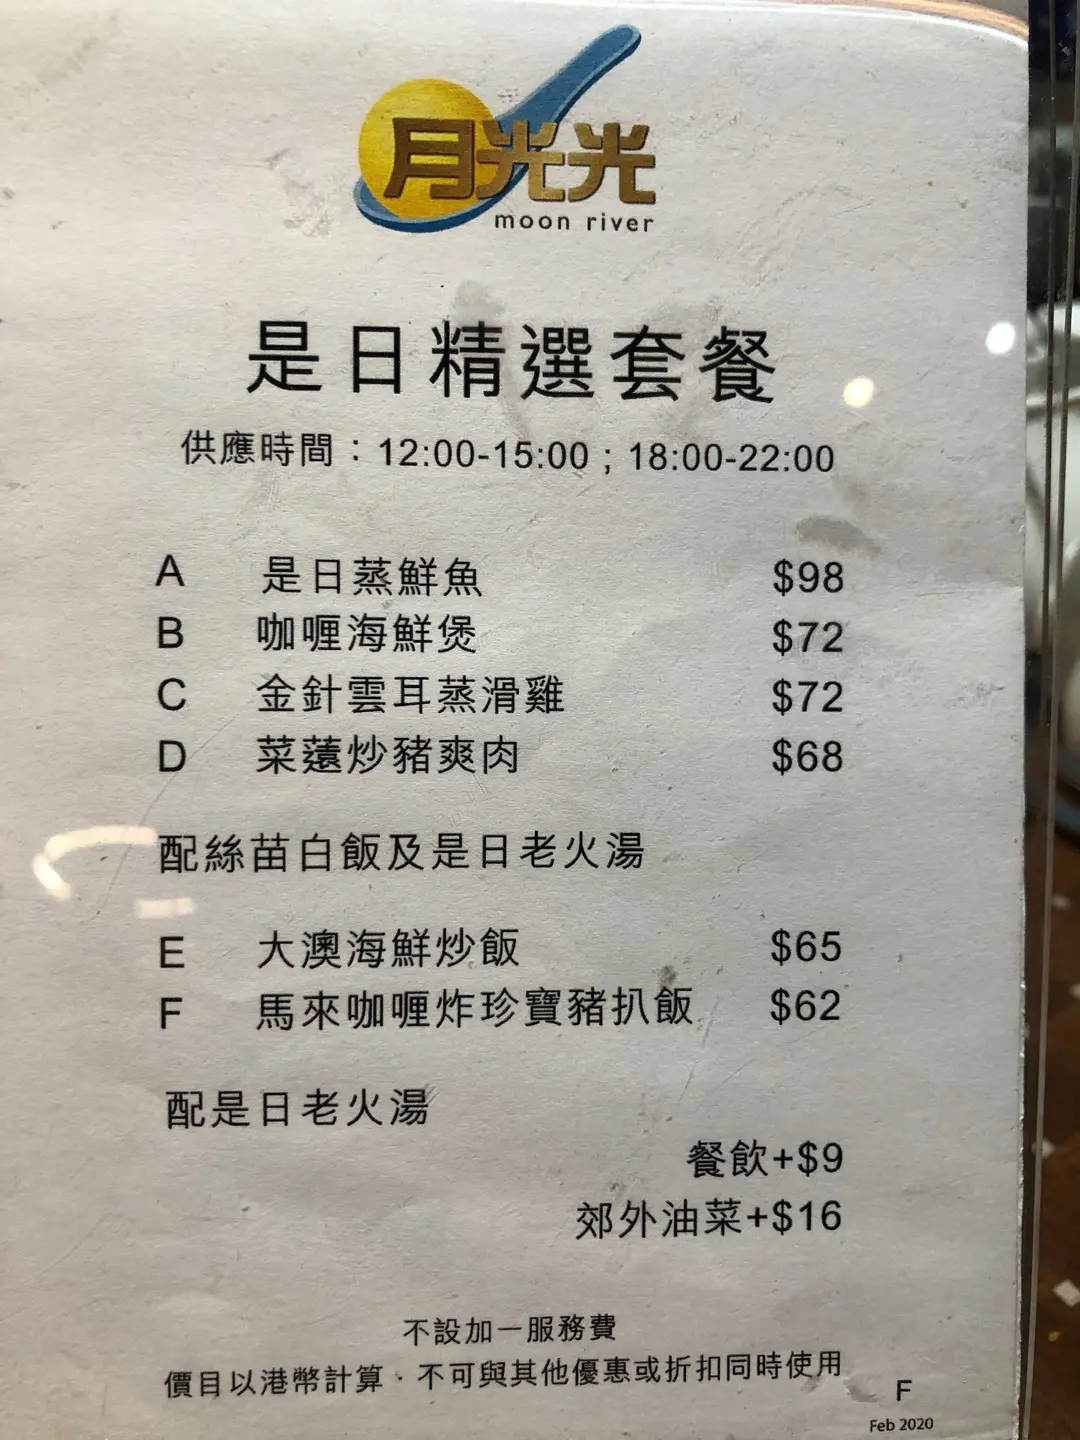 月光光
moon river
是日精選套餐
供應時間：12:00-15:00；18:00-22:00
A 是日蒸鮮魚 $98
B 咖喱海鮮煲 $72
C 金針雲耳蒸滑雞 $72
D 菜薳炒豬爽肉 $68
配絲苗白飯及是日老火湯
E 大澳海鮮炒飯 $65
F 馬來咖喱炸珍寶豬扒飯 $62
配是日老火湯
餐飲+$9
郊外油菜+$16
不設加一服務費
價目以港幣計算．不可與其他優惠或折扣同時使用
F
Feb 2020